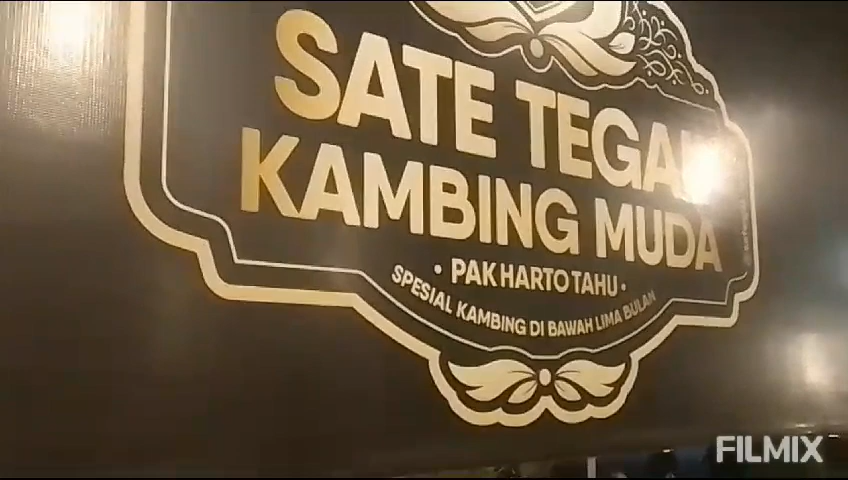 SATE TEGAL
KAMBING MUDA
• PAK HARTO TAHU •
SPESIAL KAMBING DI BAWAH LIMA BULAN
FILMIX